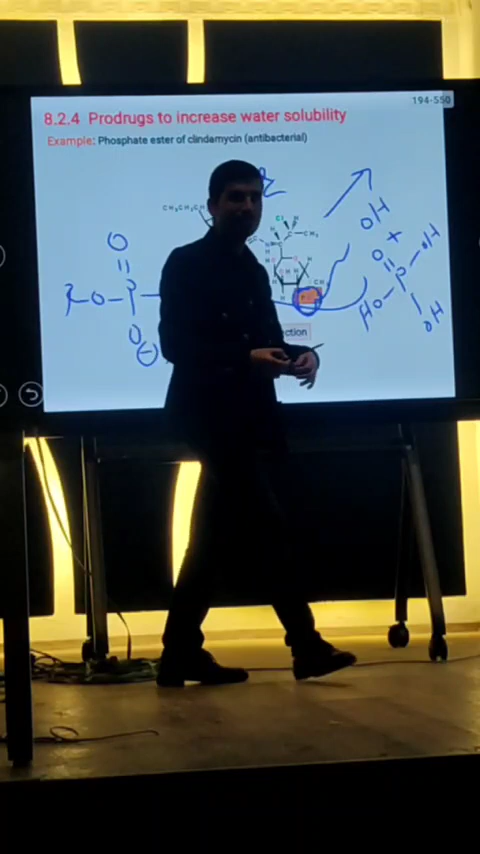 194-550
8.2.4 Prodrugs to increase water solubility
Example: Phosphate ester of clindamycin (antibacterial)
CH₃CH₂CH₂
Cl
H
CH₃
OH
+
O
R-O-P
O
HO
P
OH
OH
O
⊖
ction